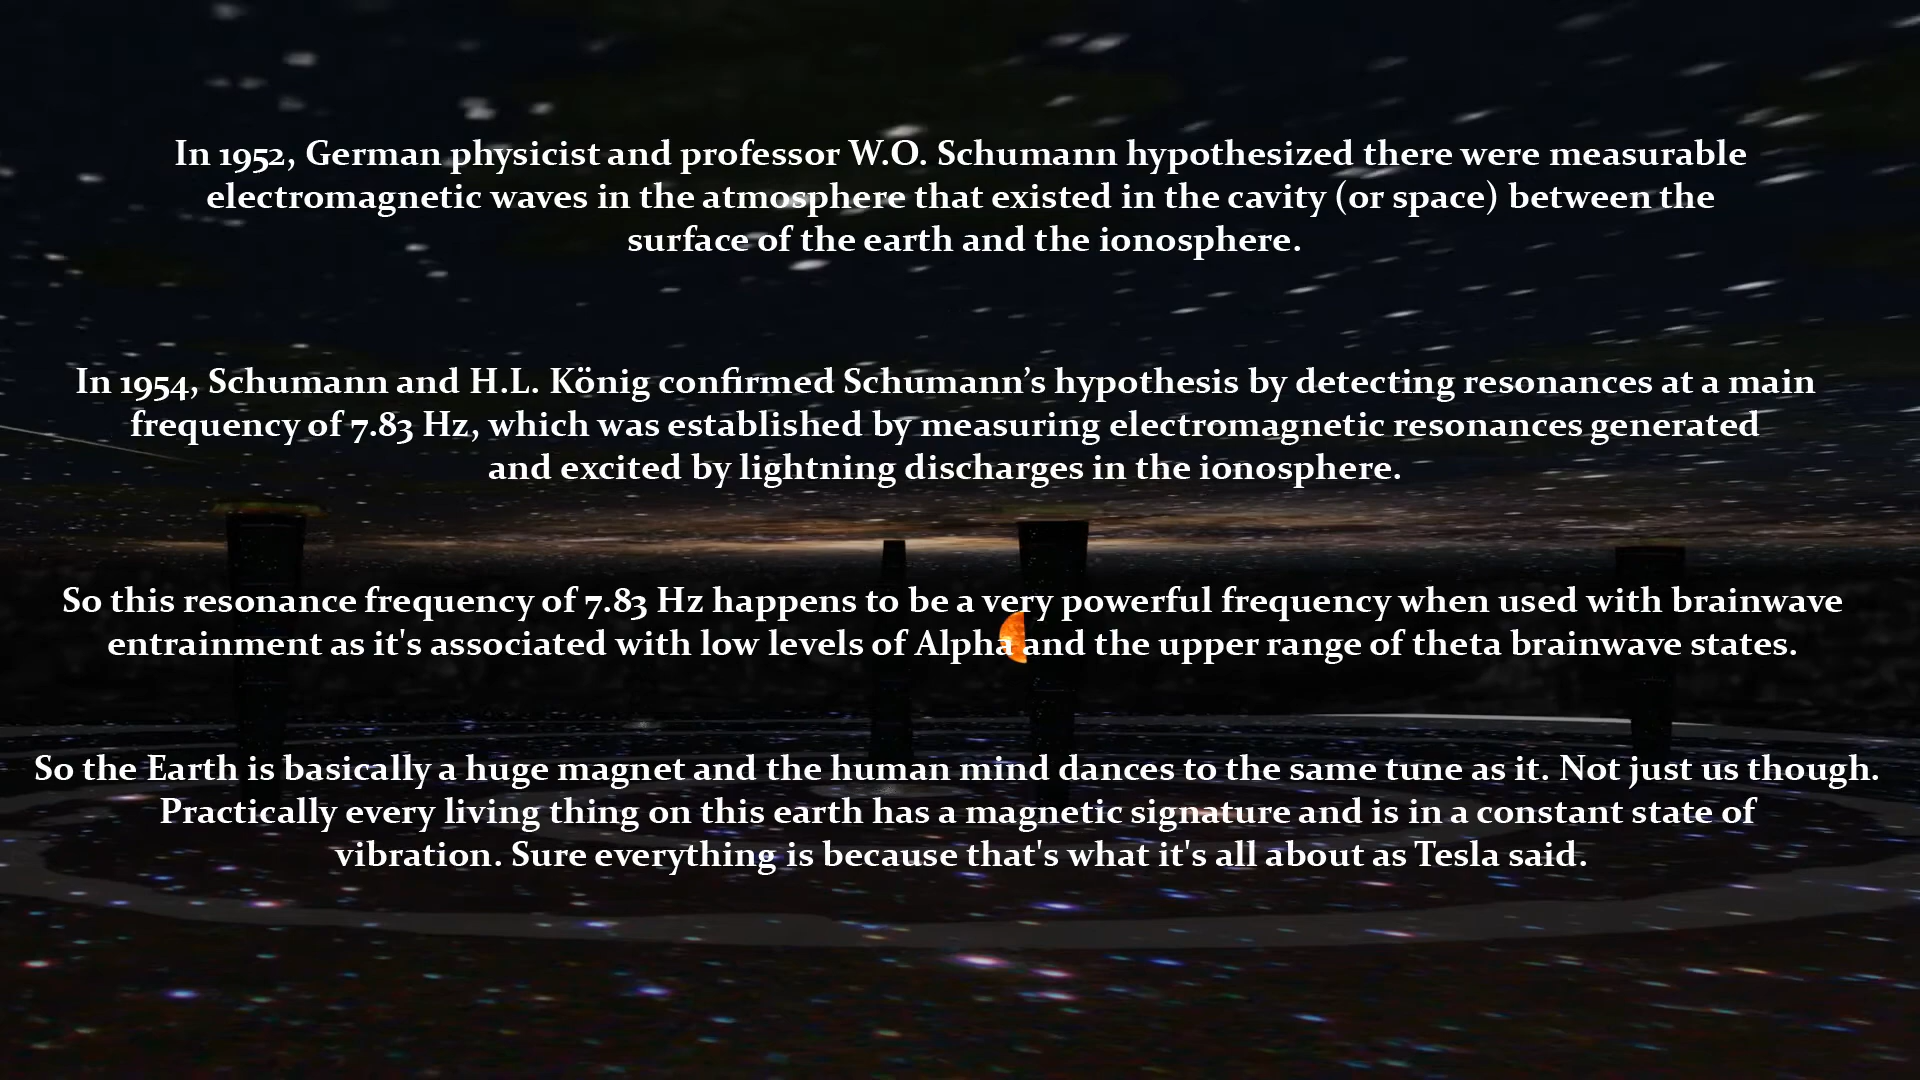 In 1952, German physicist and professor W.O. Schumann hypothesized there were measurable
electromagnetic waves in the atmosphere that existed in the cavity (or space) between the
surface of the earth and the ionosphere.
In 1954, Schumann and H.L. König confirmed Schumann’s hypothesis by detecting resonances at a main
frequency of 7.83 Hz, which was established by measuring electromagnetic resonances generated
and excited by lightning discharges in the ionosphere.
So this resonance frequency of 7.83 Hz happens to be a very powerful frequency when used with brainwave
entrainment as it's associated with low levels of Alpha and the upper range of theta brainwave states.
So the Earth is basically a huge magnet and the human mind dances to the same tune as it. Not just us though.
Practically every living thing on this earth has a magnetic signature and is in a constant state of
vibration. Sure everything is because that's what it's all about as Tesla said.